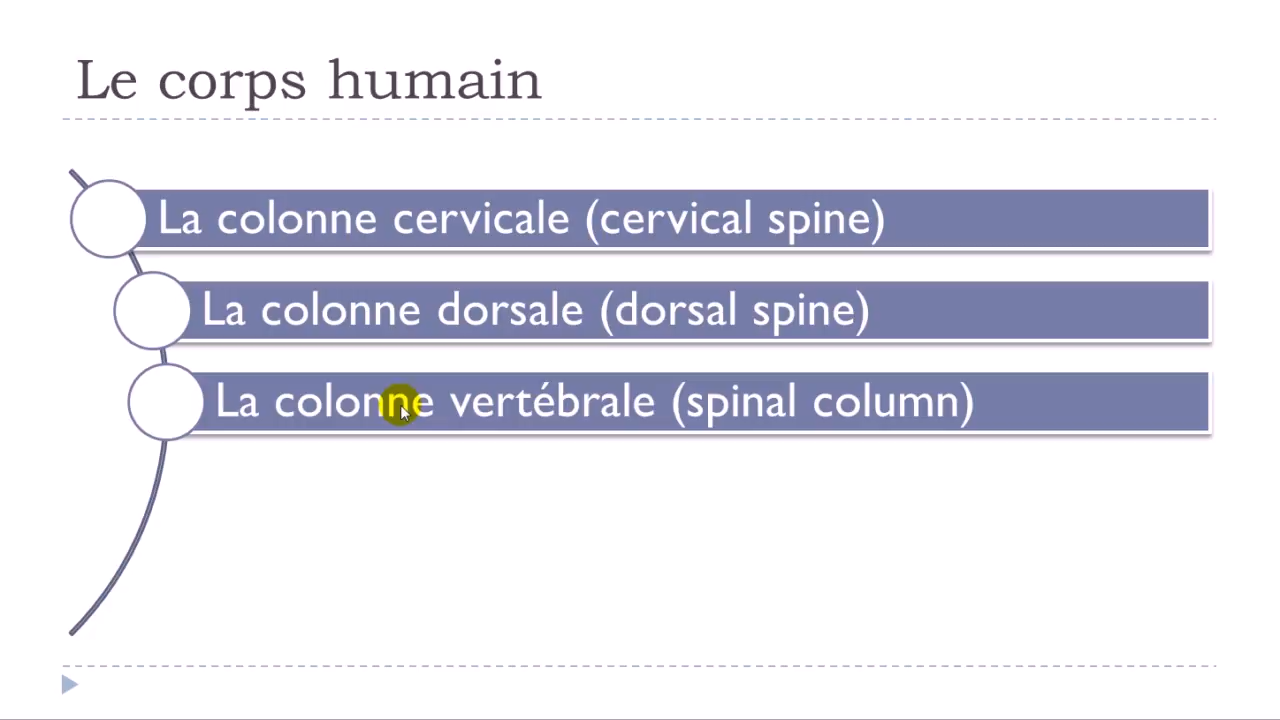 Le corps humain
La colonne cervicale (cervical spine)
La colonne dorsale (dorsal spine)
La colonne vertébrale (spinal column)